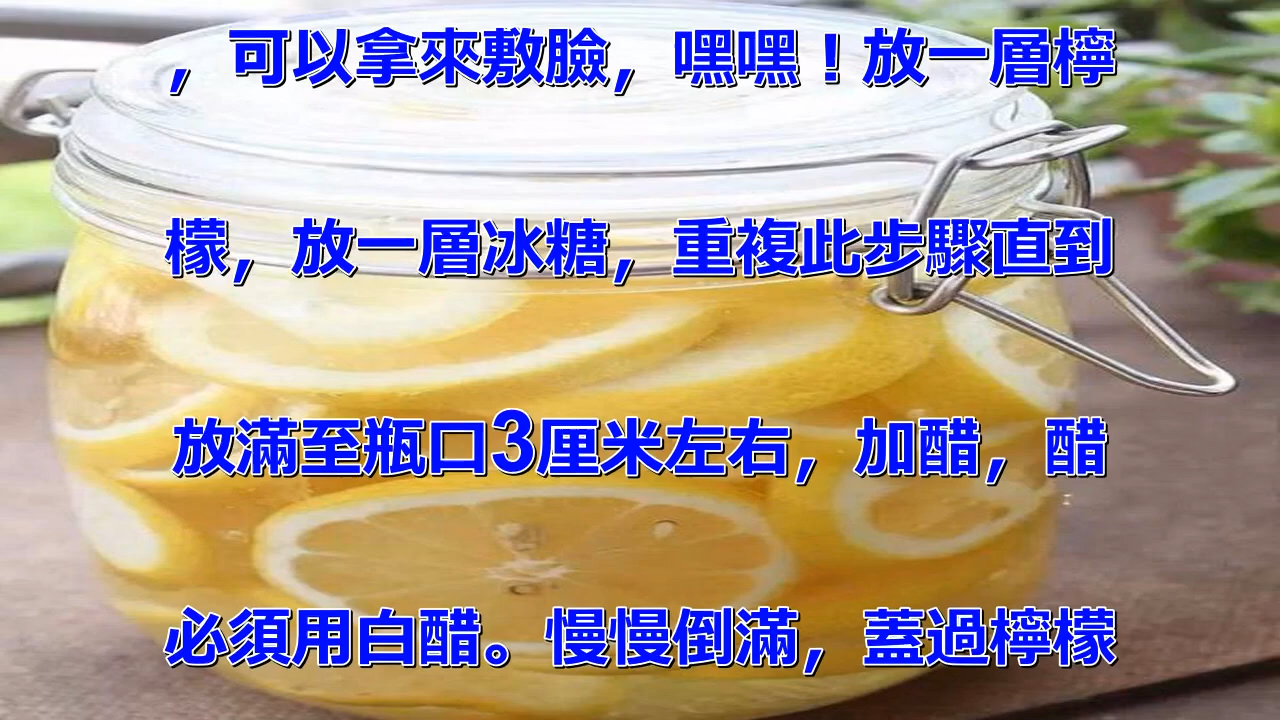 ，可以拿來敷臉，嘿嘿！放一層檸
檬，放一層冰糖，重複此步驟直到
放滿至瓶口3厘米左右，加醋，醋
必須用白醋。慢慢倒滿，蓋過檸檬